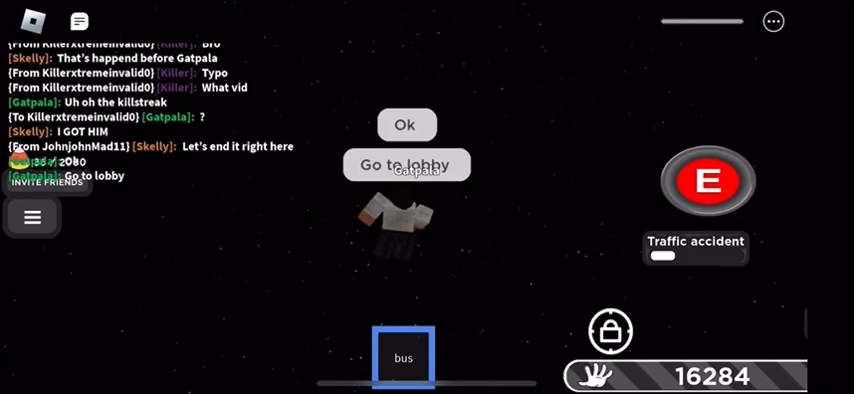 {From Killerxtremeinvalid0} [Killer]: Bro
[Skelly]: That's happend before Gatpala
{From Killerxtremeinvalid0} [Killer]: Typo
{From Killerxtremeinvalid0} [Killer]: What vid
[Gatpala]: Uh oh the killstreak
{To Killerxtremeinvalid0} [Gatpala]: ?
[Skelly]: I GOT HIM
{From JohnjohnMad11} [Skelly]: Let's end it right here
[Gatpala]: Ok
[Gatpala]: Go to lobby
INVITE FRIENDS
Ok
Go to lobby
Gatpala
E
Traffic accident
bus
16284